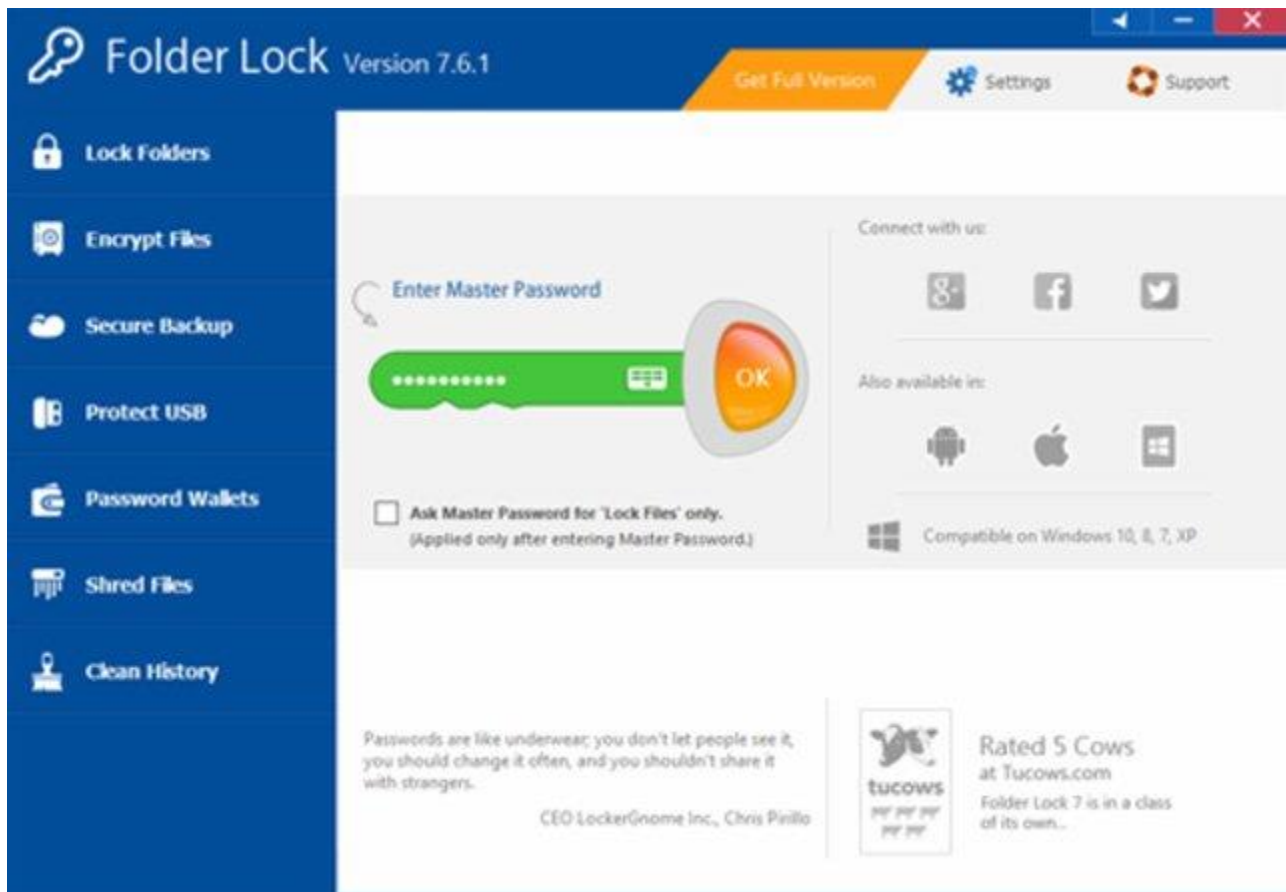 Folder Lock Version 7.6.1
Get Full Version
Settings
Support
Lock Folders
Encrypt Files
Secure Backup
Protect USB
Password Wallets
Shred Files
Clean History
Enter Master Password
OK
Ask Master Password for 'Lock Files' only.
(Applied only after entering Master Password.)
Connect with us:
Also available in:
Compatible on Windows 10, 8, 7, XP
Passwords are like underwear; you don't let people see it,
you should change it often, and you shouldn't share it
with strangers.
CEO LockerGnome Inc., Chris Pirillo
tucows
Rated 5 Cows
at Tucows.com
Folder Lock 7 is in a class
of its own...